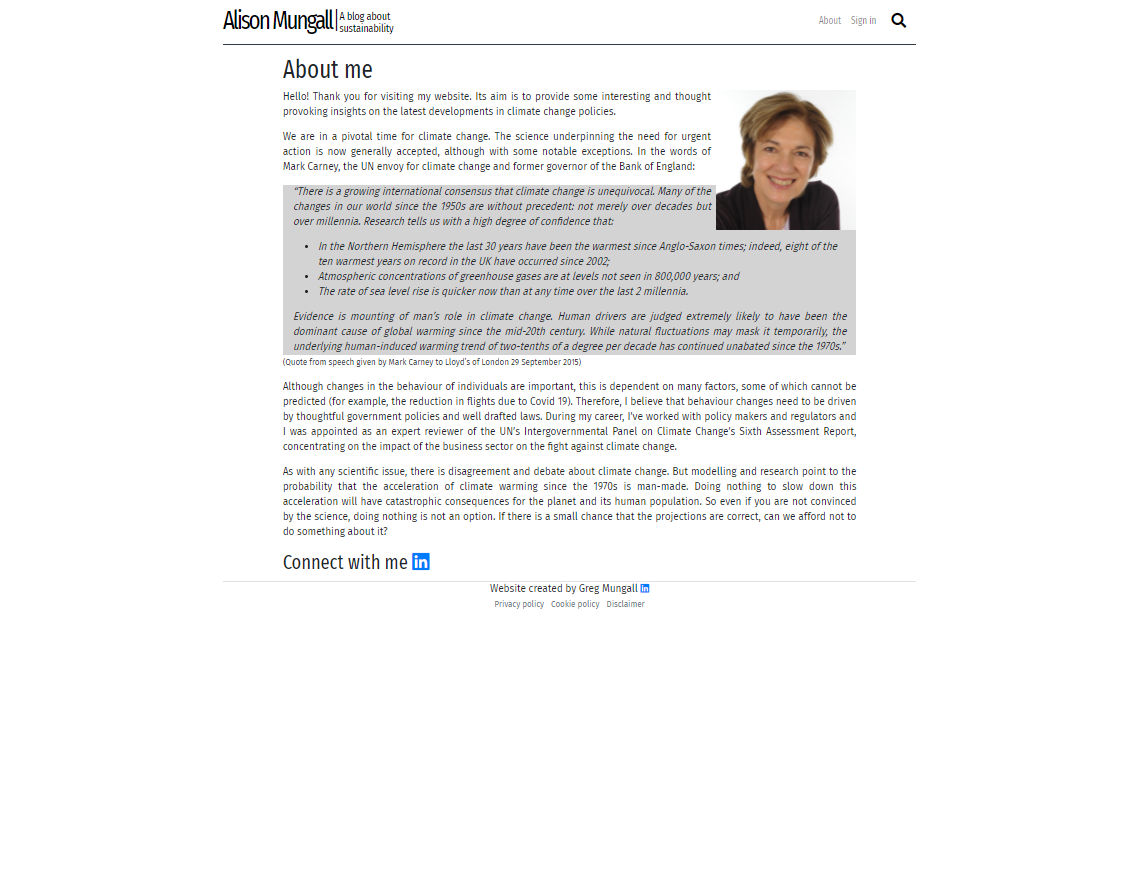 Alison Mungall
A blog about
sustainability
About
Sign in
About me
Hello! Thank you for visiting my website. Its aim is to provide some interesting and thought
provoking insights on the latest developments in climate change policies.
We are in a pivotal time for climate change. The science underpinning the need for urgent
action is now generally accepted, although with some notable exceptions. In the words of
Mark Carney, the UN envoy for climate change and former governor of the Bank of England:
“There is a growing international consensus that climate change is unequivocal. Many of the
changes in our world since the 1950s are without precedent: not merely over decades but
over millennia. Research tells us with a high degree of confidence that:
• In the Northern Hemisphere the last 30 years have been the warmest since Anglo-Saxon times; indeed, eight of the
ten warmest years on record in the UK have occurred since 2002;
• Atmospheric concentrations of greenhouse gases are at levels not seen in 800,000 years; and
• The rate of sea level rise is quicker now than at any time over the last 2 millennia.
Evidence is mounting of man’s role in climate change. Human drivers are judged extremely likely to have been the
dominant cause of global warming since the mid-20th century. While natural fluctuations may mask it temporarily, the
underlying human-induced warming trend of two-tenths of a degree per decade has continued unabated since the 1970s.”
(Quote from speech given by Mark Carney to Lloyd’s of London 29 September 2015)
Although changes in the behaviour of individuals are important, this is dependent on many factors, some of which cannot be
predicted (for example, the reduction in flights due to Covid 19). Therefore, I believe that behaviour changes need to be driven
by thoughtful government policies and well drafted laws. During my career, I’ve worked with policy makers and regulators and
I was appointed as an expert reviewer of the UN’s Intergovernmental Panel on Climate Change’s Sixth Assessment Report,
concentrating on the impact of the business sector on the fight against climate change.
As with any scientific issue, there is disagreement and debate about climate change. But modelling and research point to the
probability that the acceleration of climate warming since the 1970s is man-made. Doing nothing to slow down this
acceleration will have catastrophic consequences for the planet and its human population. So even if you are not convinced
by the science, doing nothing is not an option. If there is a small chance that the projections are correct, can we afford not to
do something about it?
Connect with me in
Website created by Greg Mungall in
Privacy policy Cookie policy Disclaimer